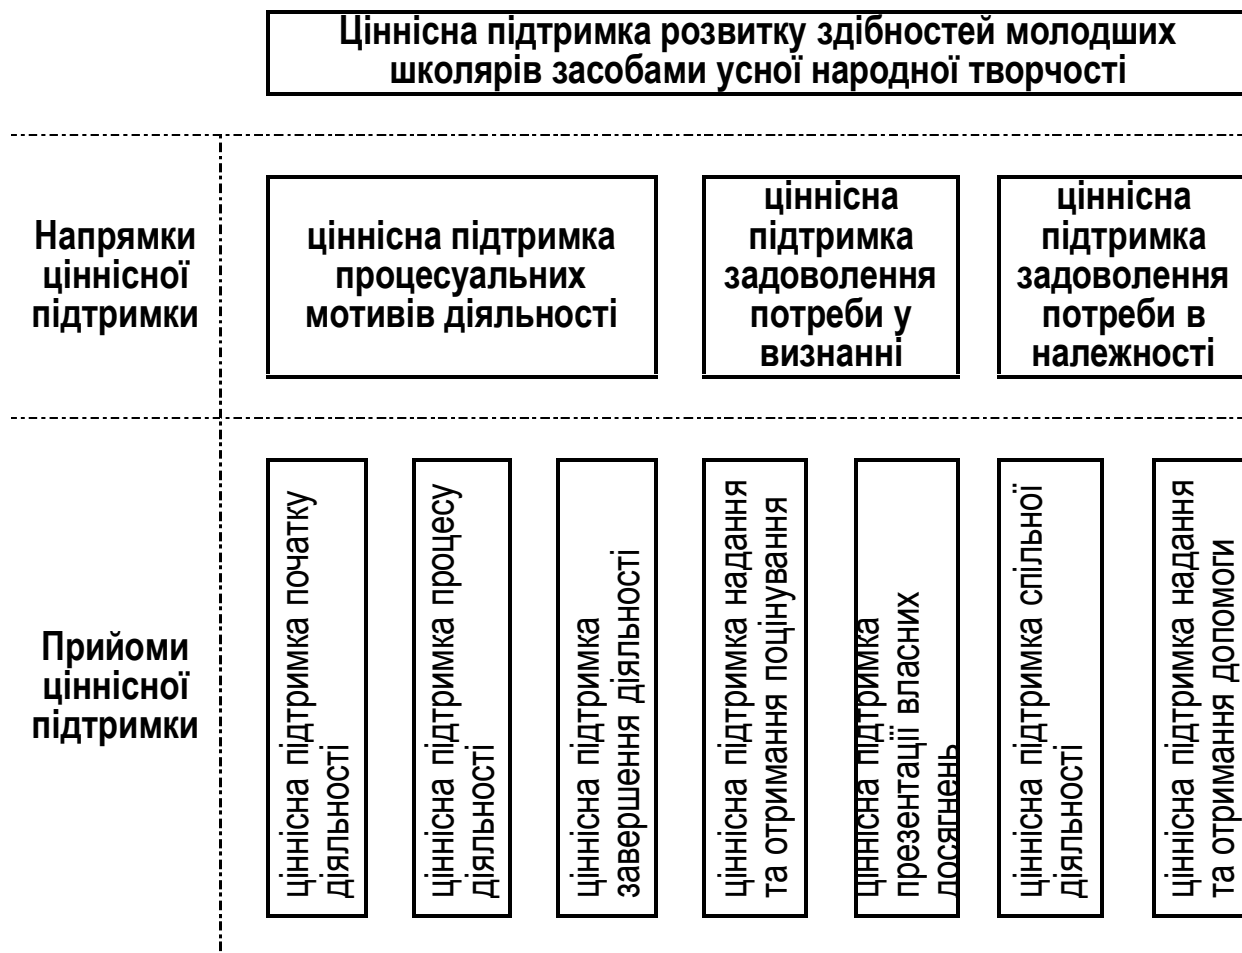 Ціннісна підтримка розвитку здібностей молодших
школярів засобами усної народної творчості
Напрямки
ціннісної
підтримки
ціннісна підтримка
процесуальних
мотивів діяльності
ціннісна
підтримка
задоволення
потреби у
визнанні
ціннісна
підтримка
задоволення
потреби в
належності
Прийоми
ціннісної
підтримки
ціннісна підтримка початку
діяльності
ціннісна підтримка процесу
діяльності
ціннісна підтримка
завершення діяльності
ціннісна підтримка надання
та отримання поцінування
ціннісна підтримка
презентації власних
досягнень
ціннісна підтримка спільної
діяльності
ціннісна підтримка надання
та отримання допомоги